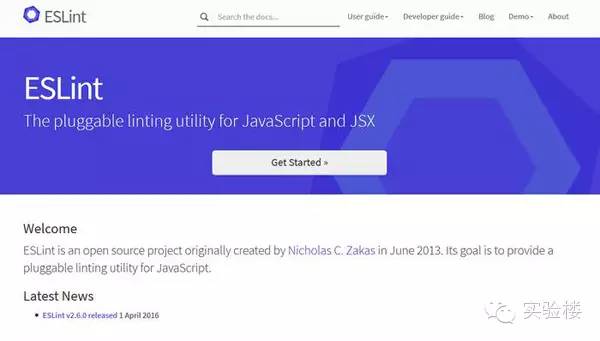 ESLint
Search the docs...
User guide
Developer guide
Blog
Demo
About
ESLint
The pluggable linting utility for JavaScript and JSX
Get Started »
Welcome
ESLint is an open source project originally created by Nicholas C. Zakas in June 2013. Its goal is to provide a
pluggable linting utility for JavaScript.
Latest News
ESLint v2.6.0 released 1 April 2016
实验楼